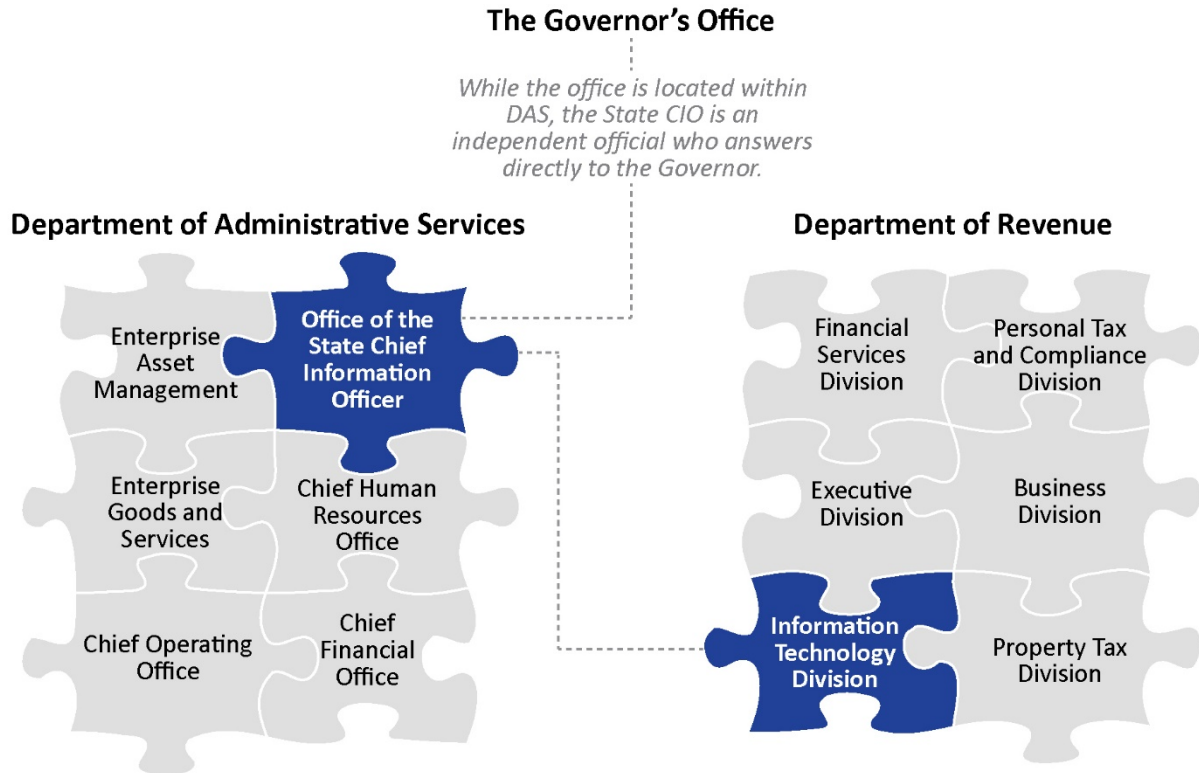 The Governor’s Office
While the office is located within
DAS, the State CIO is an
independent official who answers
directly to the Governor.
Department of Administrative Services
Enterprise
Asset
Management
Office of the
State Chief
Information
Officer
Enterprise
Goods and
Services
Chief Human
Resources
Office
Chief Operating
Office
Chief
Financial
Office
Department of Revenue
Financial
Services
Division
Personal Tax
and Compliance
Division
Executive
Division
Business
Division
Information
Technology
Division
Property Tax
Division